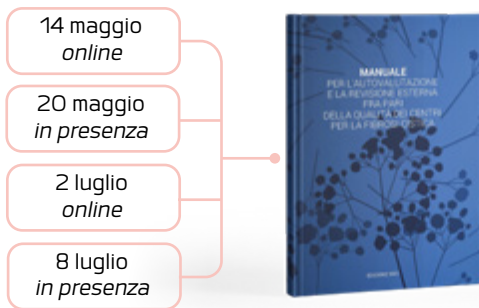 14 maggio
online
20 maggio
in presenza
2 luglio
online
8 luglio
in presenza
MANUALE
PER L'AUTOVALUTAZIONE
E LA REVISIONE ESTERNA
FRA PARI
DELLA QUALITÀ DEI CENTRI
PER LA FIBROSI CISTICA